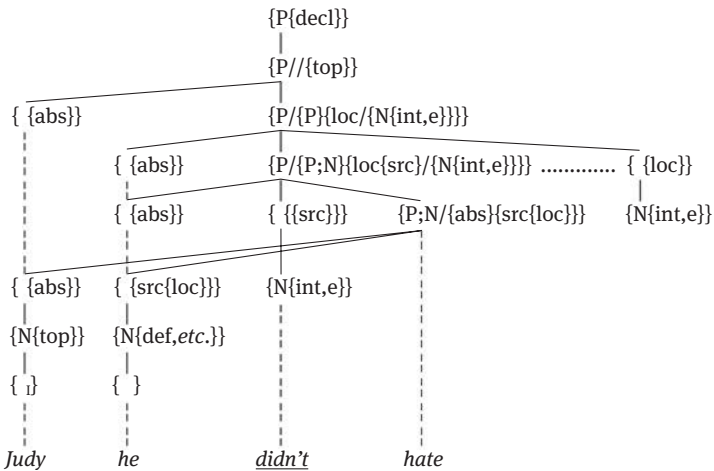 {P{decl}}
{P//{top}}
{ {abs}} {P/{P}{loc/{N{int,e}}}}
{ {abs}} {P/{P;N}{loc{src}/{N{int,e}}}} ............. { {loc}}
{ {abs}} { {{src}}} {P;N/{abs}{src{loc}}} {N{int,e}}
{ {abs}} { {src{loc}}} {N{int,e}}
{N{top}} {N{def,etc.}}
{ I} { }
Judy he didn't hate